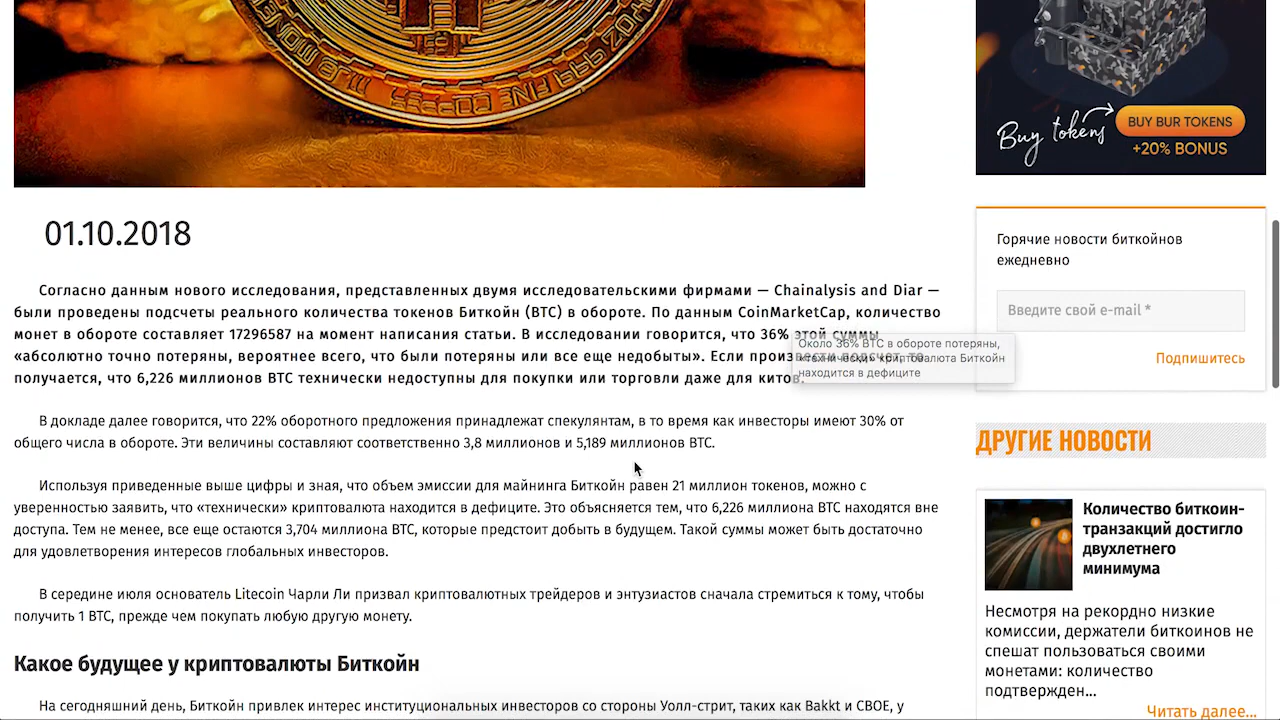 01.10.2018
Согласно данным нового исследования, представленных двумя исследовательскими фирмами — Chainalysis and Diar —
были проведены подсчеты реального количества токенов Биткойн (BTC) в обороте. По данным CoinMarketCap, количество
монет в обороте составляет 17296587 на момент написания статьи. В исследовании говорится, что 36% этой суммы
«абсолютно точно потеряны, вероятнее всего, что были потеряны или все еще недобыты». Если произвести подсчет, то
получается, что 6,226 миллионов BTC технически недоступны для покупки или торговли даже для китов.
Около 36% BTC в обороте потеряны,
«технически» криптовалюта Биткойн
находится в дефиците
В докладе далее говорится, что 22% оборотного предложения принадлежат спекулянтам, в то время как инвесторы имеют 30% от
общего числа в обороте. Эти величины составляют соответственно 3,8 миллионов и 5,189 миллионов BTC.
Используя приведенные выше цифры и зная, что объем эмиссии для майнинга Биткойн равен 21 миллион токенов, можно с
уверенностью заявить, что «технически» криптовалюта находится в дефиците. Это объясняется тем, что 6,226 миллиона BTC находятся вне
доступа. Тем не менее, все еще остаются 3,704 миллиона BTC, которые предстоит добыть в будущем. Такой суммы может быть достаточно
для удовлетворения интересов глобальных инвесторов.
В середине июля основатель Litecoin Чарли Ли призвал криптовалютных трейдеров и энтузиастов сначала стремиться к тому, чтобы
получить 1 BTC, прежде чем покупать любую другую монету.
Какое будущее у криптовалюты Биткойн
На сегодняшний день, Биткойн привлек интерес институциональных инвесторов со стороны Уолл-стрит, таких как Bakkt и CBOE, у
Buy tokens
BUY BUR TOKENS
+20% BONUS
Горячие новости биткойнов
ежедневно
Введите свой e-mail *
Подпишитесь
ДРУГИЕ НОВОСТИ
Количество биткоин-
транзакций достигло
двухлетнего
минимума
Несмотря на рекордно низкие
комиссии, держатели биткоинов не
спешат пользоваться своими
монетами: количество
подтвержден...
Читать далее...